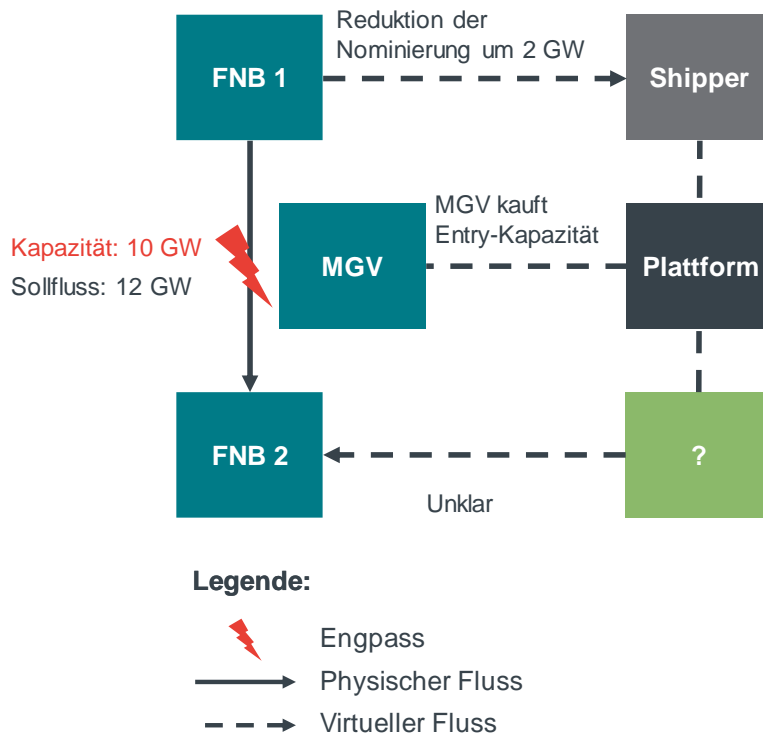 Reduktion der
Nominierung um 2 GW
FNB 1
Shipper
MGV kauft
Entry-Kapazität
Kapazität: 10 GW
Sollfluss: 12 GW
MGV
Plattform
FNB 2
?
Unklar
Legende:
Engpass
Physischer Fluss
Virtueller Fluss